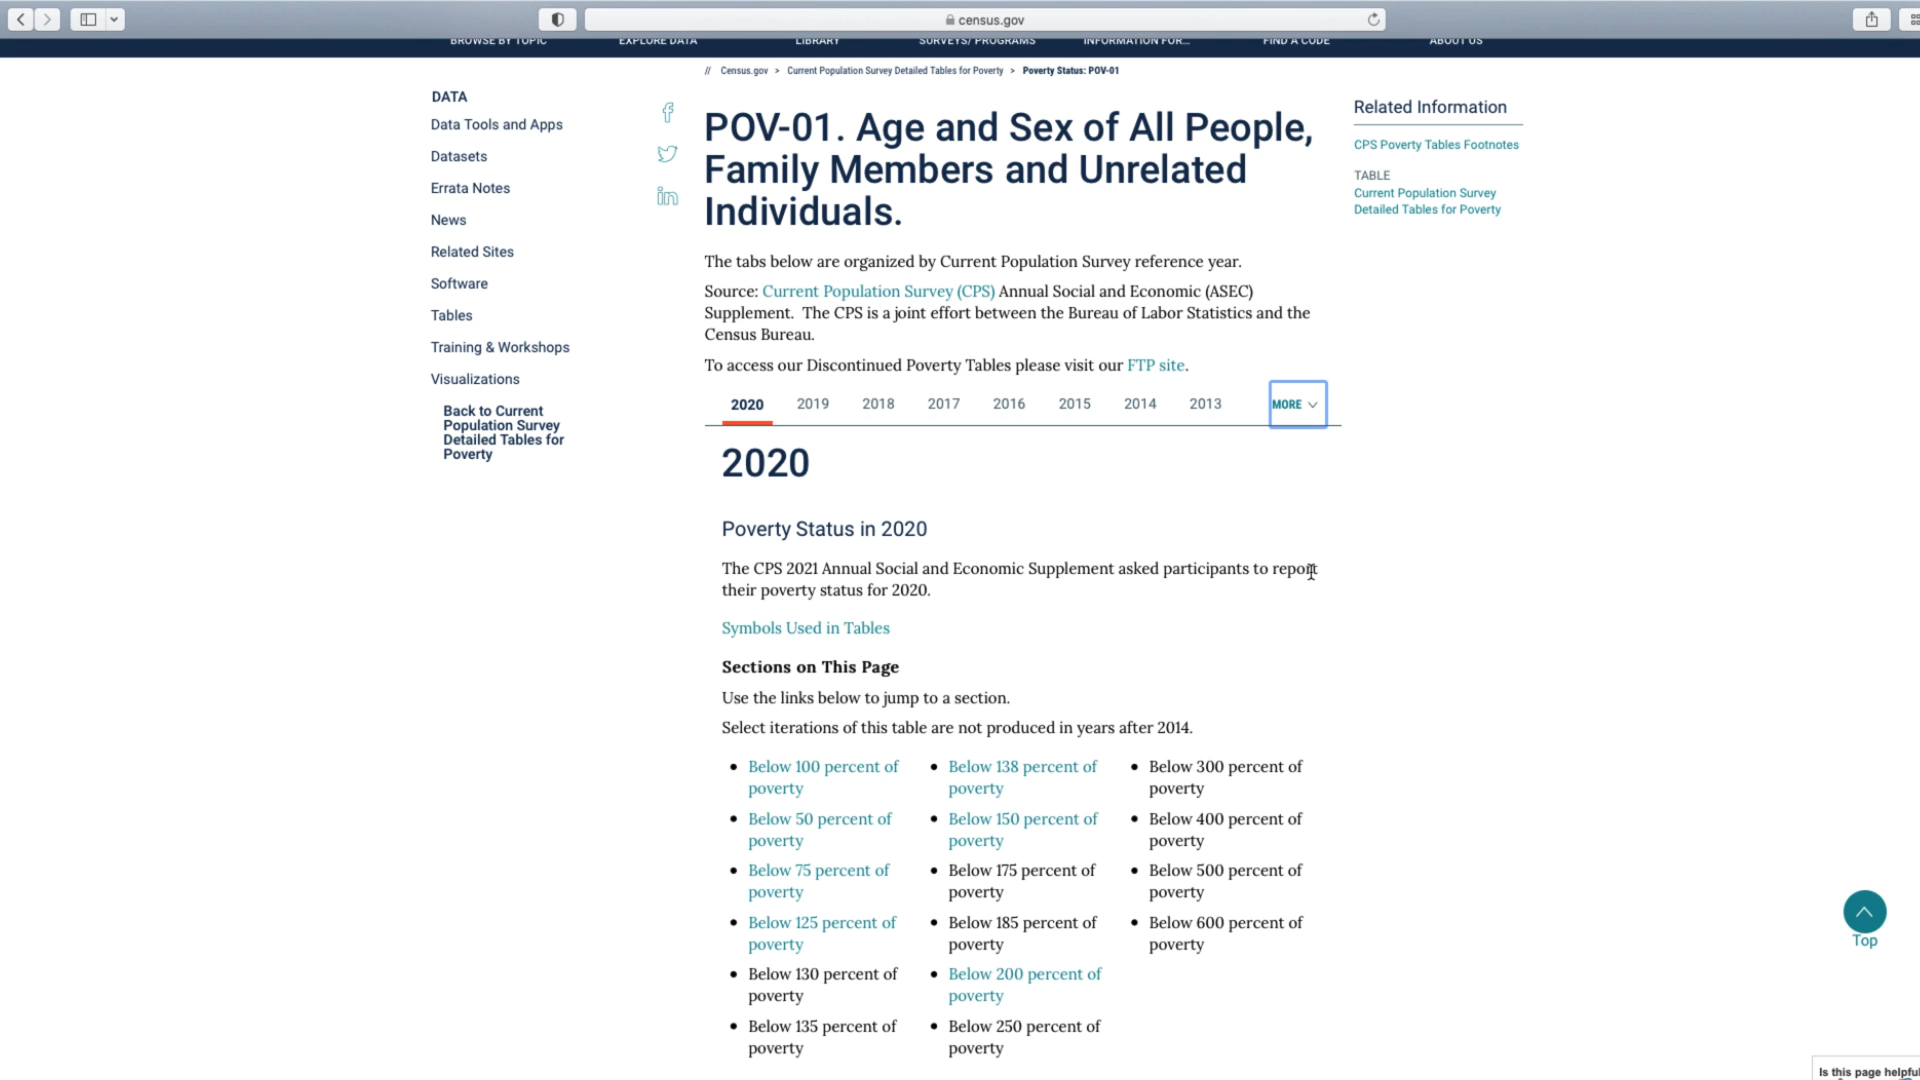 census.gov
BROWSE BY TOPIC
EXPLORE DATA
LIBRARY
SURVEYS/ PROGRAMS
INFORMATION FOR...
FIND A CODE
ABOUT US
// Census.gov > Current Population Survey Detailed Tables for Poverty > Poverty Status: POV-01
DATA
Data Tools and Apps
Datasets
Errata Notes
News
Related Sites
Software
Tables
Training & Workshops
Visualizations
Back to Current
Population Survey
Detailed Tables for
Poverty
POV-01. Age and Sex of All People,
Family Members and Unrelated
Individuals.
The tabs below are organized by Current Population Survey reference year.
Source: Current Population Survey (CPS) Annual Social and Economic (ASEC)
Supplement.  The CPS is a joint effort between the Bureau of Labor Statistics and the
Census Bureau.
To access our Discontinued Poverty Tables please visit our FTP site.
2020 2019 2018 2017 2016 2015 2014 2013 MORE
2020
Poverty Status in 2020
The CPS 2021 Annual Social and Economic Supplement asked participants to report
their poverty status for 2020.
Symbols Used in Tables
Sections on This Page
Use the links below to jump to a section.
Select iterations of this table are not produced in years after 2014.
• Below 100 percent of
poverty
• Below 50 percent of
poverty
• Below 75 percent of
poverty
• Below 125 percent of
poverty
• Below 130 percent of
poverty
• Below 135 percent of
poverty
• Below 138 percent of
poverty
• Below 150 percent of
poverty
• Below 175 percent of
poverty
• Below 185 percent of
poverty
• Below 200 percent of
poverty
• Below 250 percent of
poverty
• Below 300 percent of
poverty
• Below 400 percent of
poverty
• Below 500 percent of
poverty
• Below 600 percent of
poverty
Related Information
CPS Poverty Tables Footnotes
TABLE
Current Population Survey
Detailed Tables for Poverty
Top
Is this page helpful